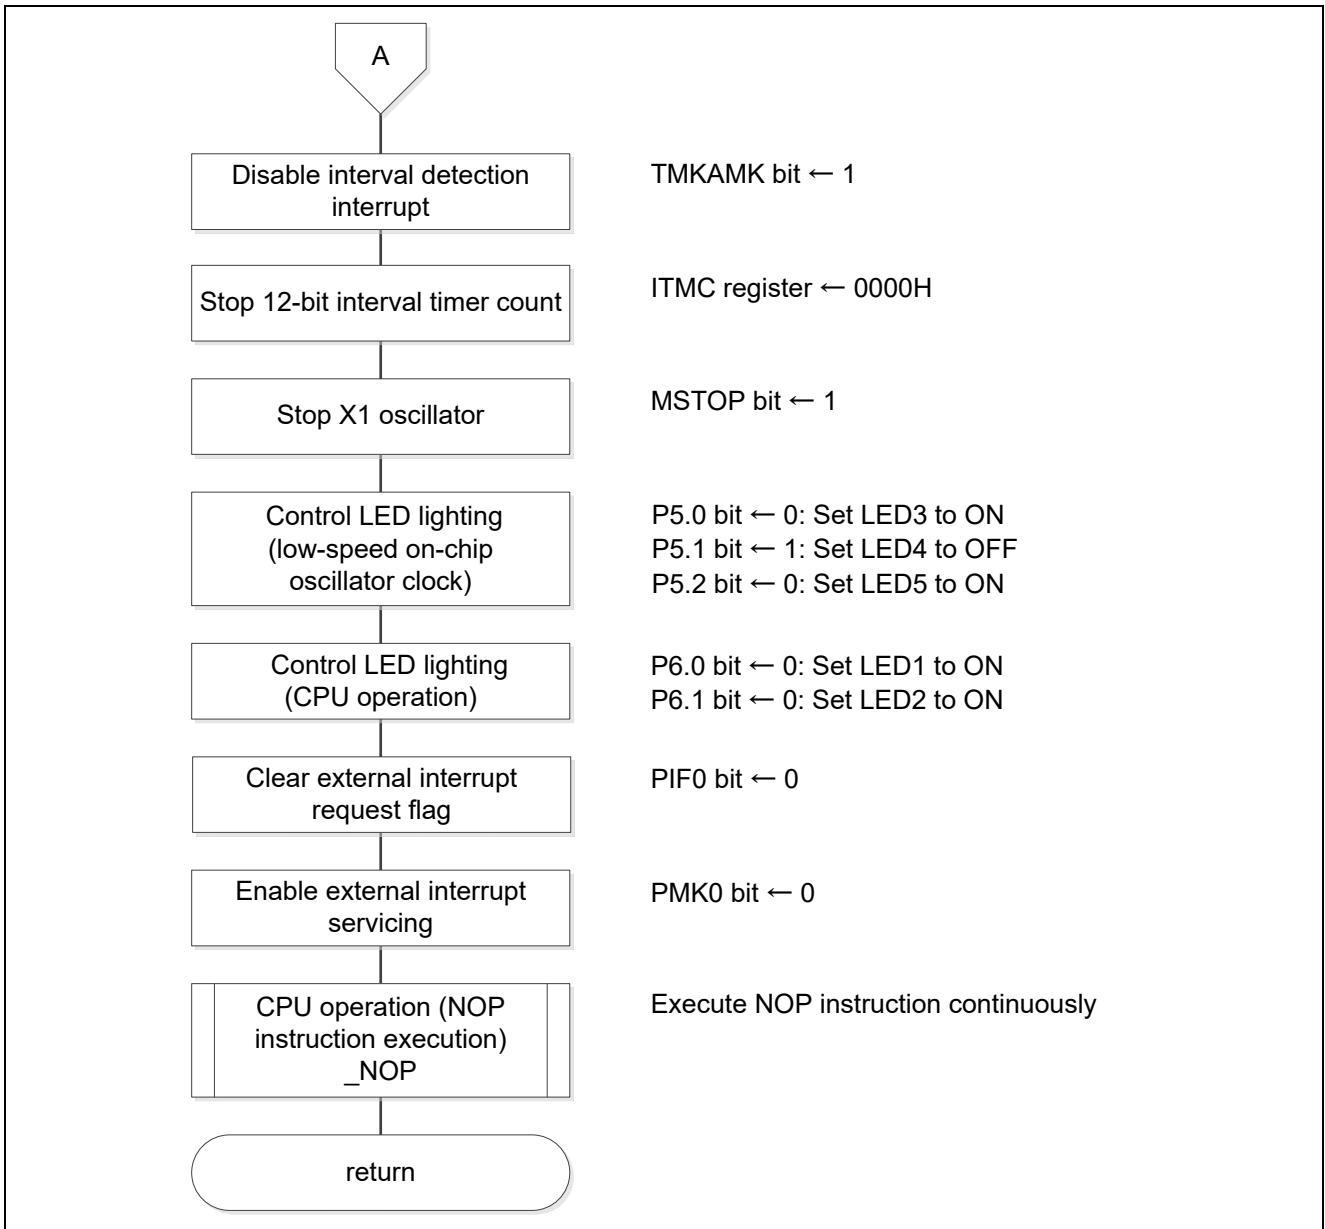 A
Disable interval detection
interrupt
TMKAMK bit ← 1
Stop 12-bit interval timer count
ITMC register ← 0000H
Stop X1 oscillator
MSTOP bit ← 1
Control LED lighting
(low-speed on-chip
oscillator clock)
P5.0 bit ← 0: Set LED3 to ON
P5.1 bit ← 1: Set LED4 to OFF
P5.2 bit ← 0: Set LED5 to ON
Control LED lighting
(CPU operation)
P6.0 bit ← 0: Set LED1 to ON
P6.1 bit ← 0: Set LED2 to ON
Clear external interrupt
request flag
PIF0 bit ← 0
Enable external interrupt
servicing
PMK0 bit ← 0
CPU operation (NOP
instruction execution)
_NOP
Execute NOP instruction continuously
return